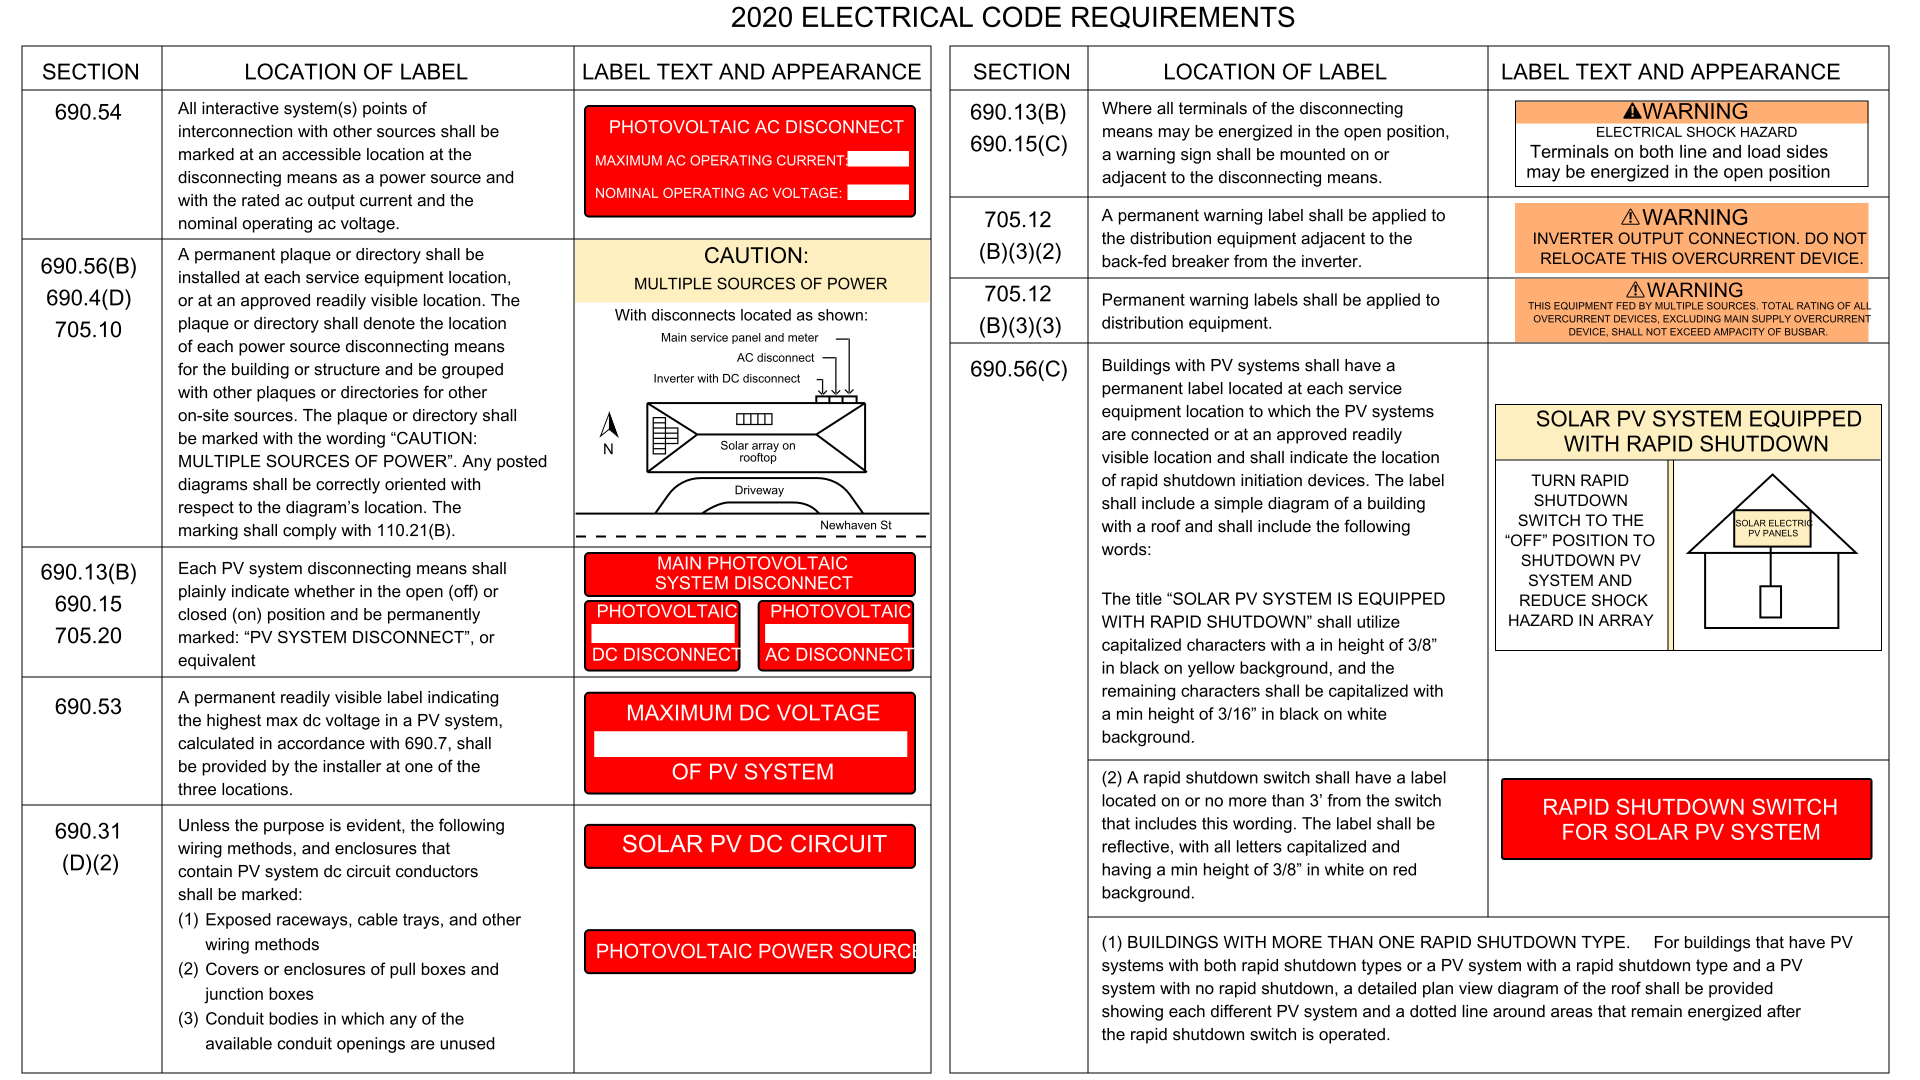 2020 ELECTRICAL CODE REQUIREMENTS
SECTION
LOCATION OF LABEL
LABEL TEXT AND APPEARANCE
690.54
All interactive system(s) points of
interconnection with other sources shall be
marked at an accessible location at the
disconnecting means as a power source and
with the rated ac output current and the
nominal operating ac voltage.
PHOTOVOLTAIC AC DISCONNECT
MAXIMUM AC OPERATING CURRENT:
NOMINAL OPERATING AC VOLTAGE:
690.56(B)
690.4(D)
705.10
A permanent plaque or directory shall be
installed at each service equipment location,
or at an approved readily visible location. The
plaque or directory shall denote the location
of each power source disconnecting means
for the building or structure and be grouped
with other plaques or directories for other
on-site sources. The plaque or directory shall
be marked with the wording “CAUTION:
MULTIPLE SOURCES OF POWER”. Any posted
diagrams shall be correctly oriented with
respect to the diagram’s location. The
marking shall comply with 110.21(B).
CAUTION:
MULTIPLE SOURCES OF POWER
With disconnects located as shown:
Main service panel and meter
AC disconnect
Inverter with DC disconnect
N
Solar array on
rooftop
Driveway
Newhaven St
690.13(B)
690.15
705.20
Each PV system disconnecting means shall
plainly indicate whether in the open (off) or
closed (on) position and be permanently
marked: “PV SYSTEM DISCONNECT”, or
equivalent
MAIN PHOTOVOLTAIC
SYSTEM DISCONNECT
PHOTOVOLTAIC
DC DISCONNECT
PHOTOVOLTAIC
AC DISCONNECT
690.53
A permanent readily visible label indicating
the highest max dc voltage in a PV system,
calculated in accordance with 690.7, shall
be provided by the installer at one of the
three locations.
MAXIMUM DC VOLTAGE
OF PV SYSTEM
690.31
(D)(2)
Unless the purpose is evident, the following
wiring methods, and enclosures that
contain PV system dc circuit conductors
shall be marked:
(1) Exposed raceways, cable trays, and other
wiring methods
(2) Covers or enclosures of pull boxes and
junction boxes
(3) Conduit bodies in which any of the
available conduit openings are unused
SOLAR PV DC CIRCUIT
PHOTOVOLTAIC POWER SOURCE
SECTION
LOCATION OF LABEL
LABEL TEXT AND APPEARANCE
690.13(B)
690.15(C)
Where all terminals of the disconnecting
means may be energized in the open position,
a warning sign shall be mounted on or
adjacent to the disconnecting means.
WARNING
ELECTRICAL SHOCK HAZARD
Terminals on both line and load sides
may be energized in the open position
705.12
(B)(3)(2)
A permanent warning label shall be applied to
the distribution equipment adjacent to the
back-fed breaker from the inverter.
WARNING
INVERTER OUTPUT CONNECTION. DO NOT
RELOCATE THIS OVERCURRENT DEVICE.
705.12
(B)(3)(3)
Permanent warning labels shall be applied to
distribution equipment.
WARNING
THIS EQUIPMENT FED BY MULTIPLE SOURCES. TOTAL RATING OF ALL
OVERCURRENT DEVICES, EXCLUDING MAIN SUPPLY OVERCURRENT
DEVICE, SHALL NOT EXCEED AMPACITY OF BUSBAR.
690.56(C)
Buildings with PV systems shall have a
permanent label located at each service
equipment location to which the PV systems
are connected or at an approved readily
visible location and shall indicate the location
of rapid shutdown initiation devices. The label
shall include a simple diagram of a building
with a roof and shall include the following
words:
The title “SOLAR PV SYSTEM IS EQUIPPED
WITH RAPID SHUTDOWN” shall utilize
capitalized characters with a in height of 3/8”
in black on yellow background, and the
remaining characters shall be capitalized with
a min height of 3/16” in black on white
background.
SOLAR PV SYSTEM EQUIPPED
WITH RAPID SHUTDOWN
TURN RAPID
SHUTDOWN
SWITCH TO THE
“OFF” POSITION TO
SHUTDOWN PV
SYSTEM AND
REDUCE SHOCK
HAZARD IN ARRAY
SOLAR ELECTRIC
PV PANELS
(2) A rapid shutdown switch shall have a label
located on or no more than 3’ from the switch
that includes this wording. The label shall be
reflective, with all letters capitalized and
having a min height of 3/8” in white on red
background.
RAPID SHUTDOWN SWITCH
FOR SOLAR PV SYSTEM
(1) BUILDINGS WITH MORE THAN ONE RAPID SHUTDOWN TYPE. For buildings that have PV
systems with both rapid shutdown types or a PV system with a rapid shutdown type and a PV
system with no rapid shutdown, a detailed plan view diagram of the roof shall be provided
showing each different PV system and a dotted line around areas that remain energized after
the rapid shutdown switch is operated.